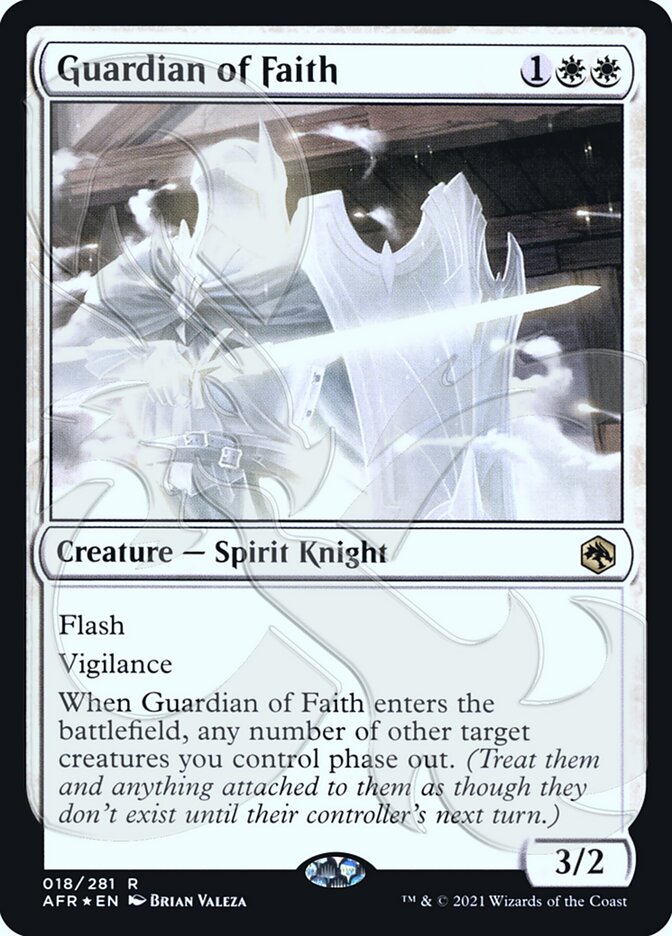 Guardian of Faith 1
Creature — Spirit Knight
Flash
Vigilance
When Guardian of Faith enters the
battlefield, any number of other target
creatures you control phase out. (Treat them
and anything attached to them as though they
don't exist until their controller's next turn.)
3/2
018/281 R
AFR★EN Brian Valeza
™ & © 2021 Wizards of the Coast